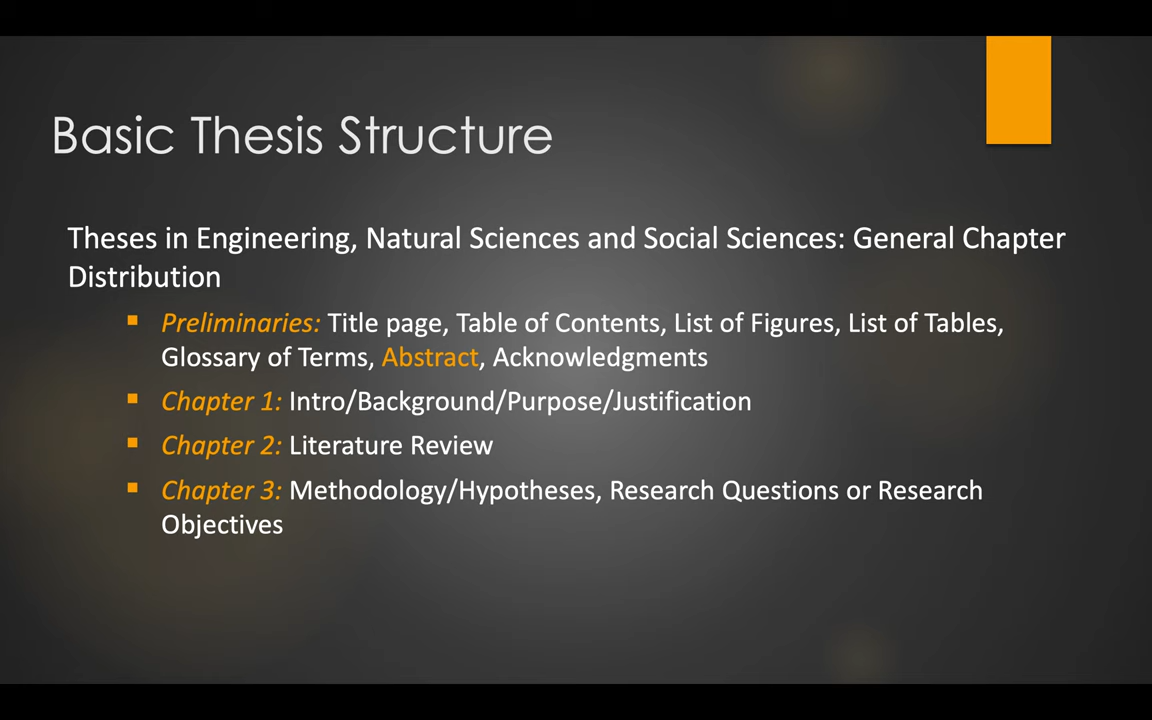 Basic Thesis Structure
Theses in Engineering, Natural Sciences and Social Sciences: General Chapter
Distribution
Preliminaries: Title page, Table of Contents, List of Figures, List of Tables,
Glossary of Terms, Abstract, Acknowledgments
Chapter 1: Intro/Background/Purpose/Justification
Chapter 2: Literature Review
Chapter 3: Methodology/Hypotheses, Research Questions or Research
Objectives